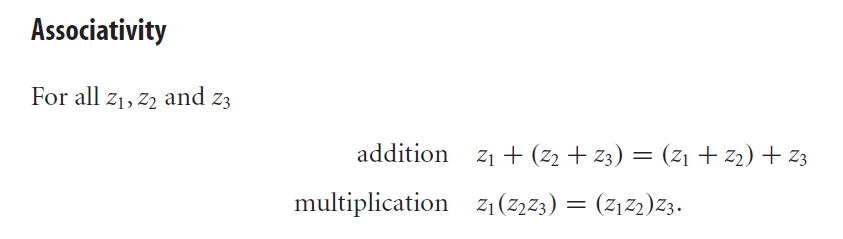 Associativity
For all z₁, z₂ and z₃
addition z₁ + (z₂ + z₃) = (z₁ + z₂) + z₃
multiplication z₁(z₂z₃) = (z₁z₂)z₃.